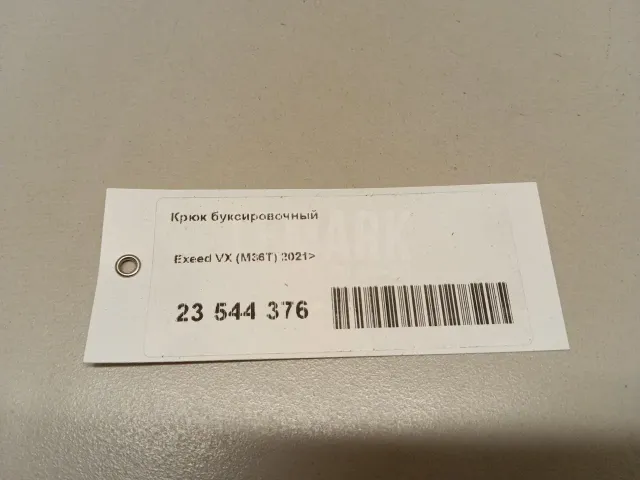 Крюк буксировочный
Exeed VX (M36T) 2021>
23 544 376